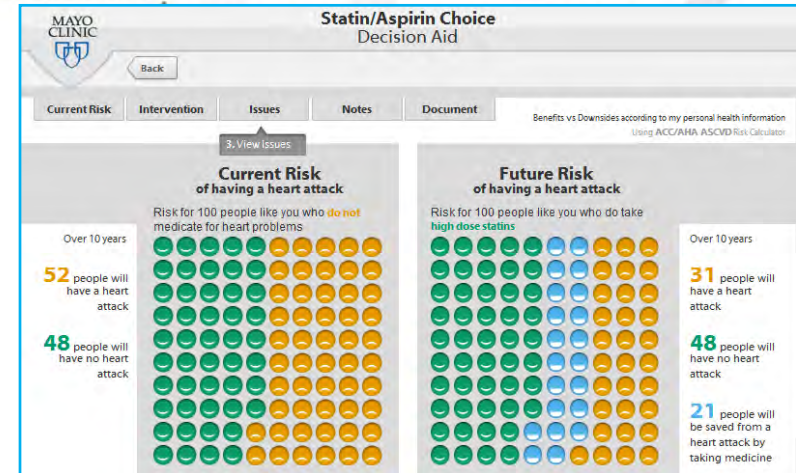 MAYO
CLINIC
Statin/Aspirin Choice
Decision Aid
Back
Current Risk
Intervention
Issues
Notes
Document
Benefits vs Downsides according to my personal health information
Using ACC/AHA ASCVD Risk Calculator
3. View Issues
Current Risk
of having a heart attack
Risk for 100 people like you who do not
medicate for heart problems
Over 10 years
52 people will
have a heart
attack
48 people will
have no heart
attack
Future Risk
of having a heart attack
Risk for 100 people like you who do take
high dose statins
Over 10 years
31 people will
have a heart
attack
48 people will
have no heart
attack
21 people will
be saved from a
heart attack by
taking medicine